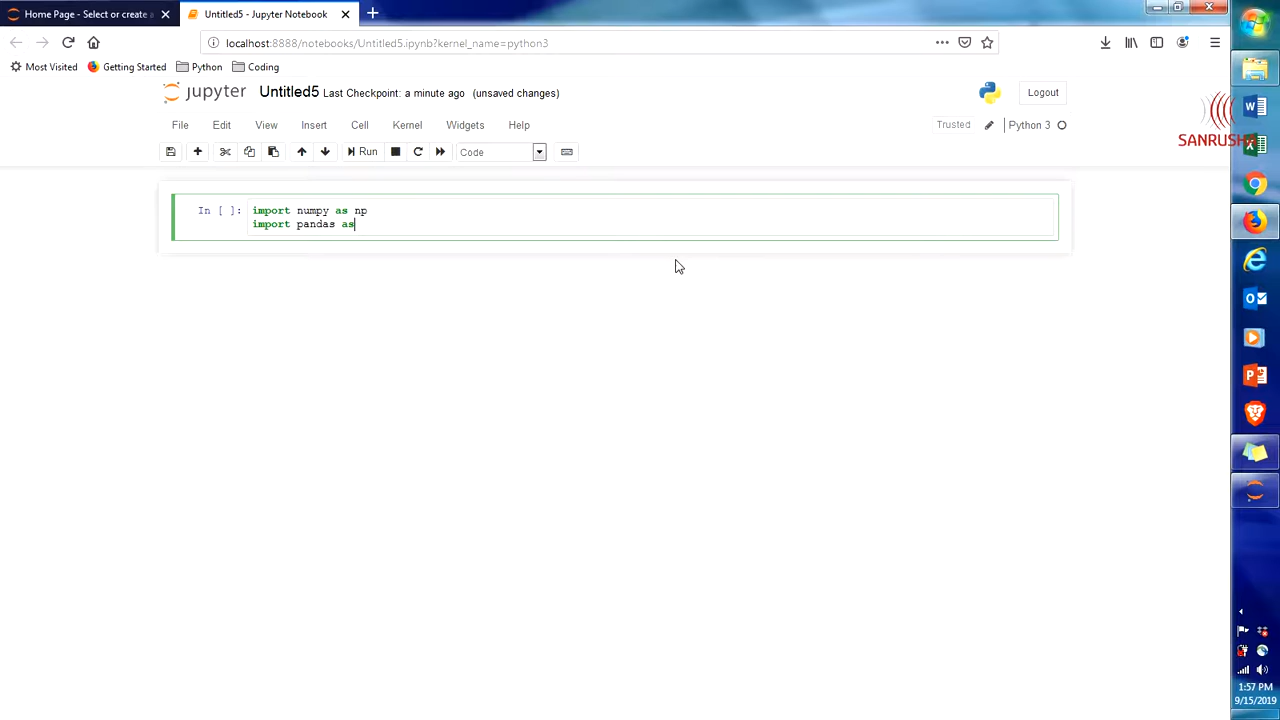 Home Page - Select or create
Untitled5 - Jupyter Notebook
localhost:8888/notebooks/Untitled5.ipynb?kernel_name=python3
Most Visited Getting Started Python Coding
jupyter Untitled5 Last Checkpoint: a minute ago (unsaved changes)
Logout
File Edit View Insert Cell Kernel Widgets Help
Trusted Python 3
Run Code
SANRUSHA
In [ ]: import numpy as np
import pandas as
1:57 PM
9/15/2019